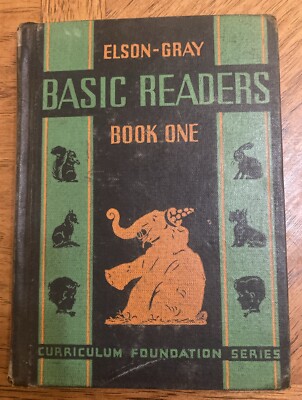 ELSON-GRAY
BASIC READERS
BOOK ONE
CURRICULUM FOUNDATION SERIES